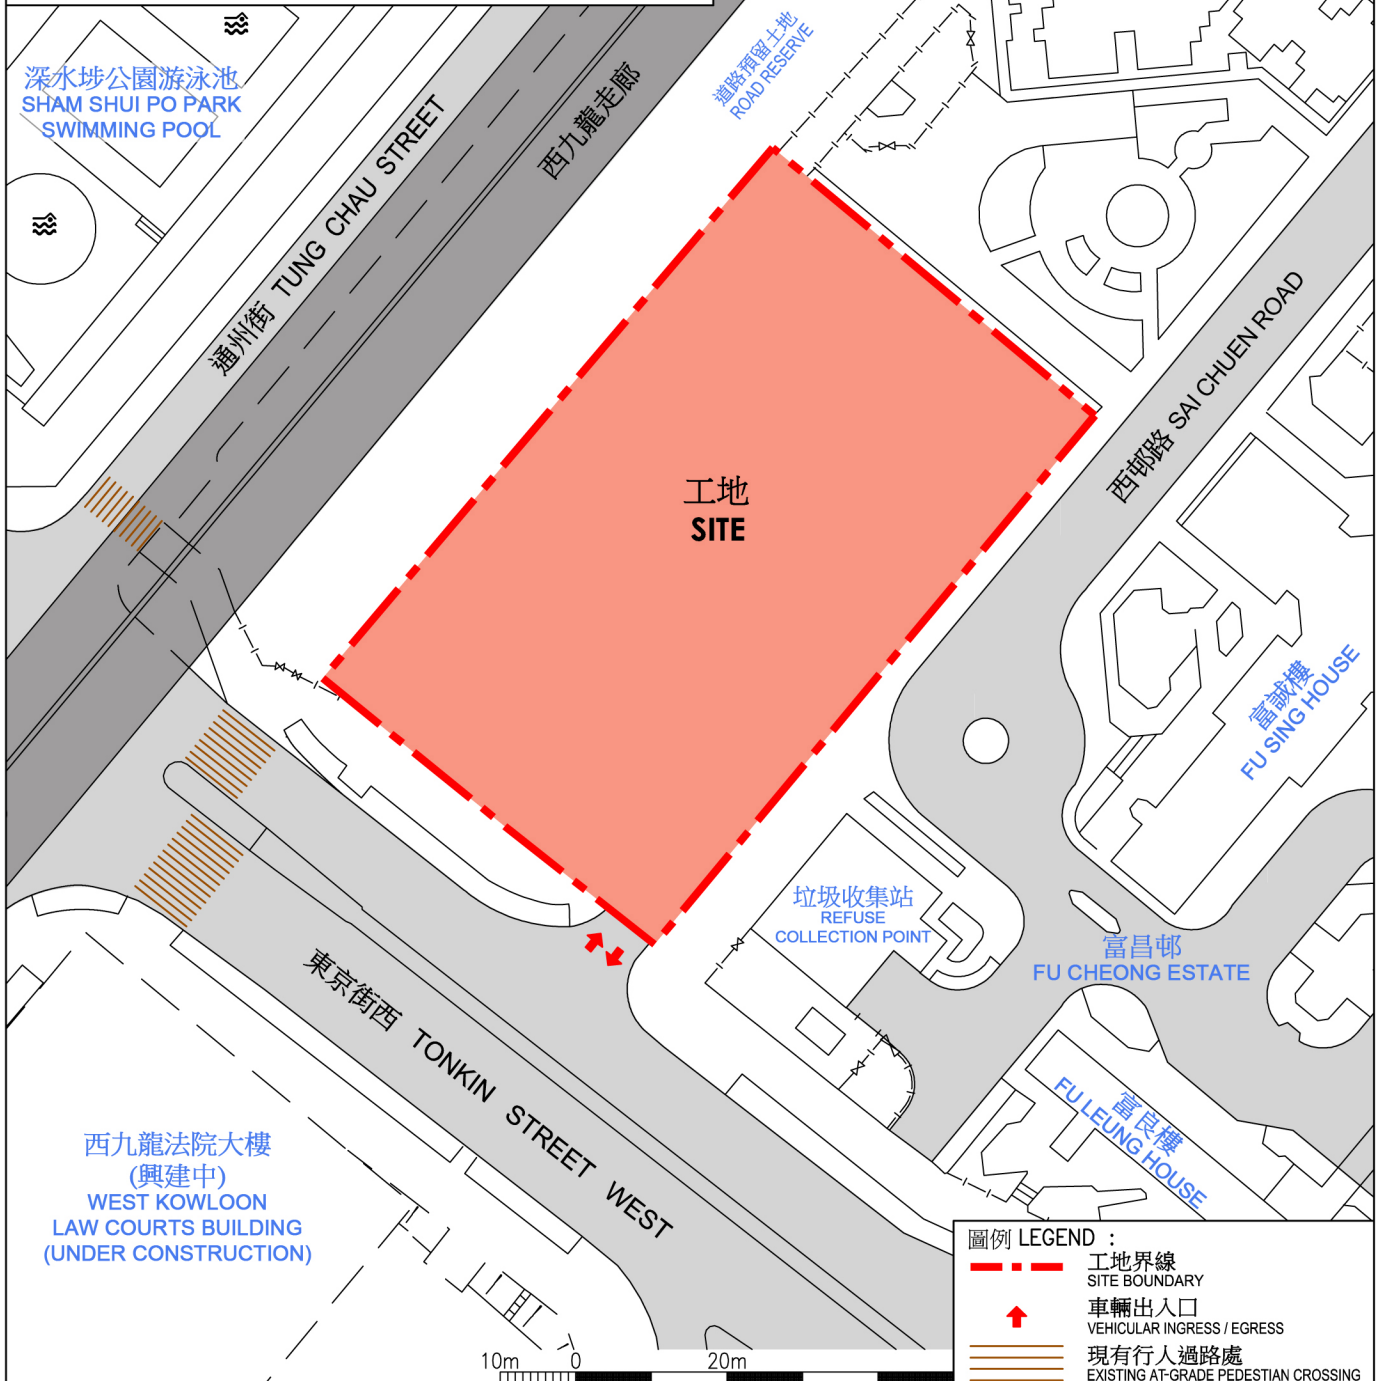 深水埗公園游泳池
SHAM SHUI PO PARK
SWIMMING POOL
通州街 TUNG CHAU STREET
西九龍走廊
道路預留土地
ROAD RESERVE
工地
SITE
西邨路 SAI CHUEN ROAD
富誠樓
FU SING HOUSE
垃圾收集站
REFUSE
COLLECTION POINT
富昌邨
FU CHEONG ESTATE
東京街西 TONKIN STREET WEST
富良樓
FU LEUNG HOUSE
西九龍法院大樓
(興建中)
WEST KOWLOON
LAW COURTS BUILDING
(UNDER CONSTRUCTION)
圖例 LEGEND :
工地界線
SITE BOUNDARY
車輛出入口
VEHICULAR INGRESS / EGRESS
現有行人過路處
EXISTING AT-GRADE PEDESTIAN CROSSING
10m 0 20m